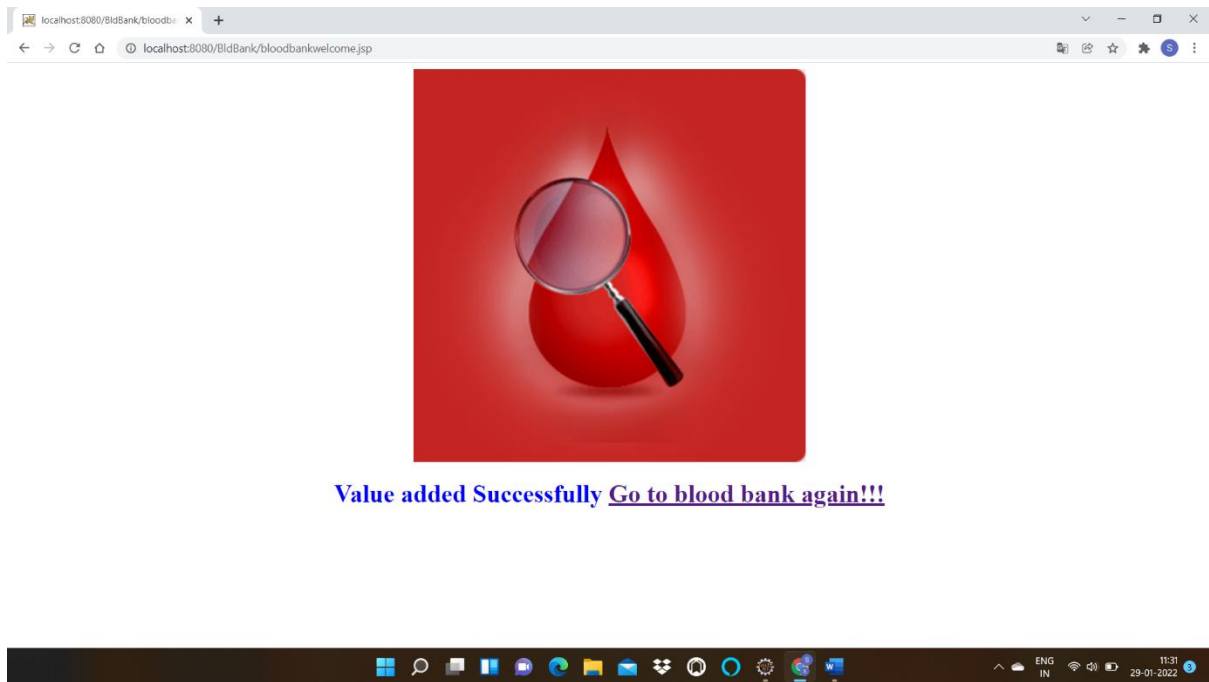 localhost:8080/BldBank/bloodba
localhost:8080/BldBank/bloodbankwelcome.jsp
S
Value added Successfully Go to blood bank again!!!
ENG
IN
11:31
29-01-2022
3